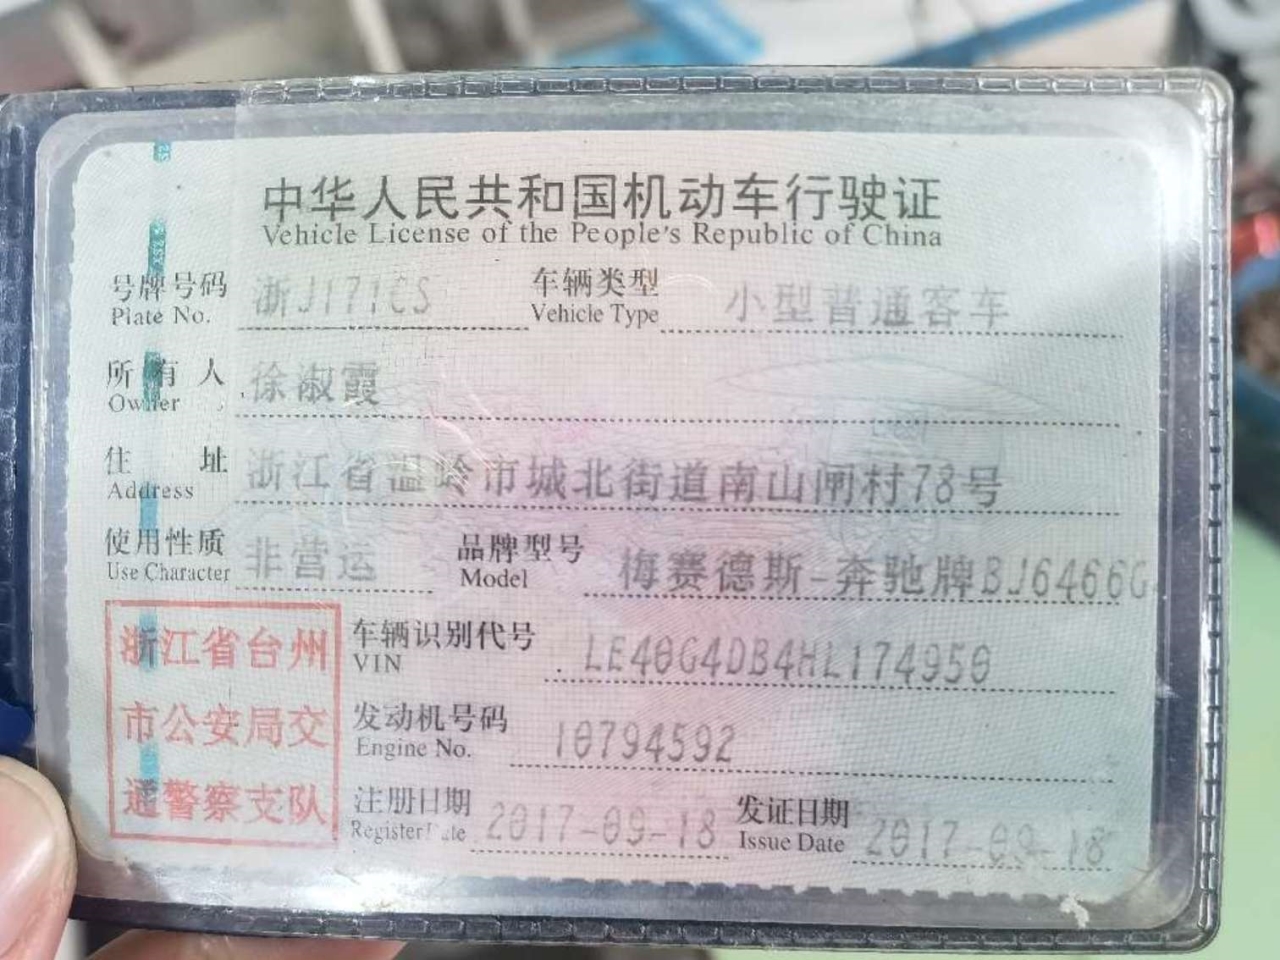 中华人民共和国机动车行驶证
Vehicle License of the People's Republic of China
号牌号码 浙J171CS 车辆类型 小型普通客车
Plate No. Vehicle Type
所有人 徐淑霞
Owner
住址 浙江省温岭市城北街道南山闸村78号
Address
使用性质 非营运 品牌型号 梅赛德斯-奔驰牌BJ6466G
Use Character Model
浙江省台州
市公安局交
通警察支队
车辆识别代号 LE40G4DB4HL174950
VIN
发动机号码 10794592
Engine No.
注册日期 2017-09-18 发证日期 2017-09-18
Register Date Issue Date